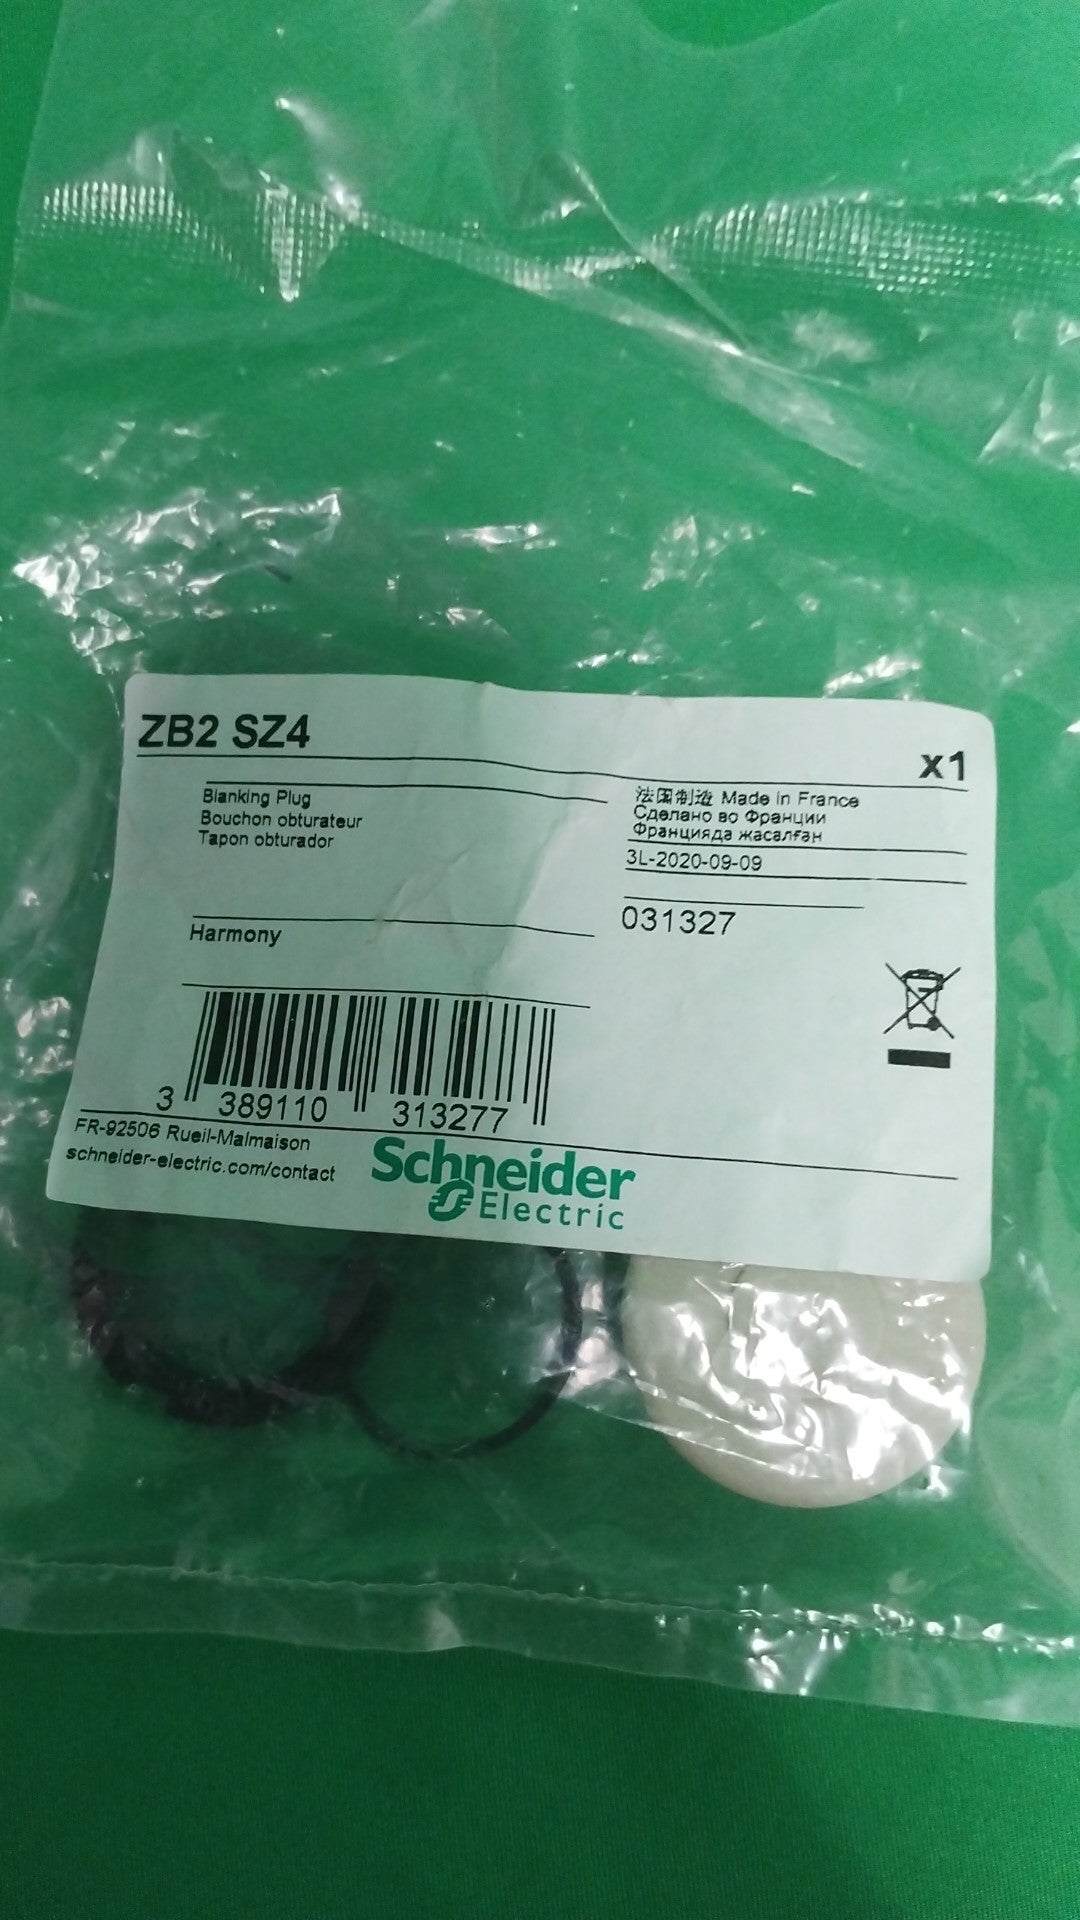 ZB2 SZ4
x1
Blanking Plug
Bouchon obturateur
Tapon obturador
法国制造 Made in France
Сделано во Франции
Францияда жасалған
3L-2020-09-09
031327
Harmony
3 389110 313277
FR-92506 Rueil-Malmaison
schneider-electric.com/contact
Schneider
Electric